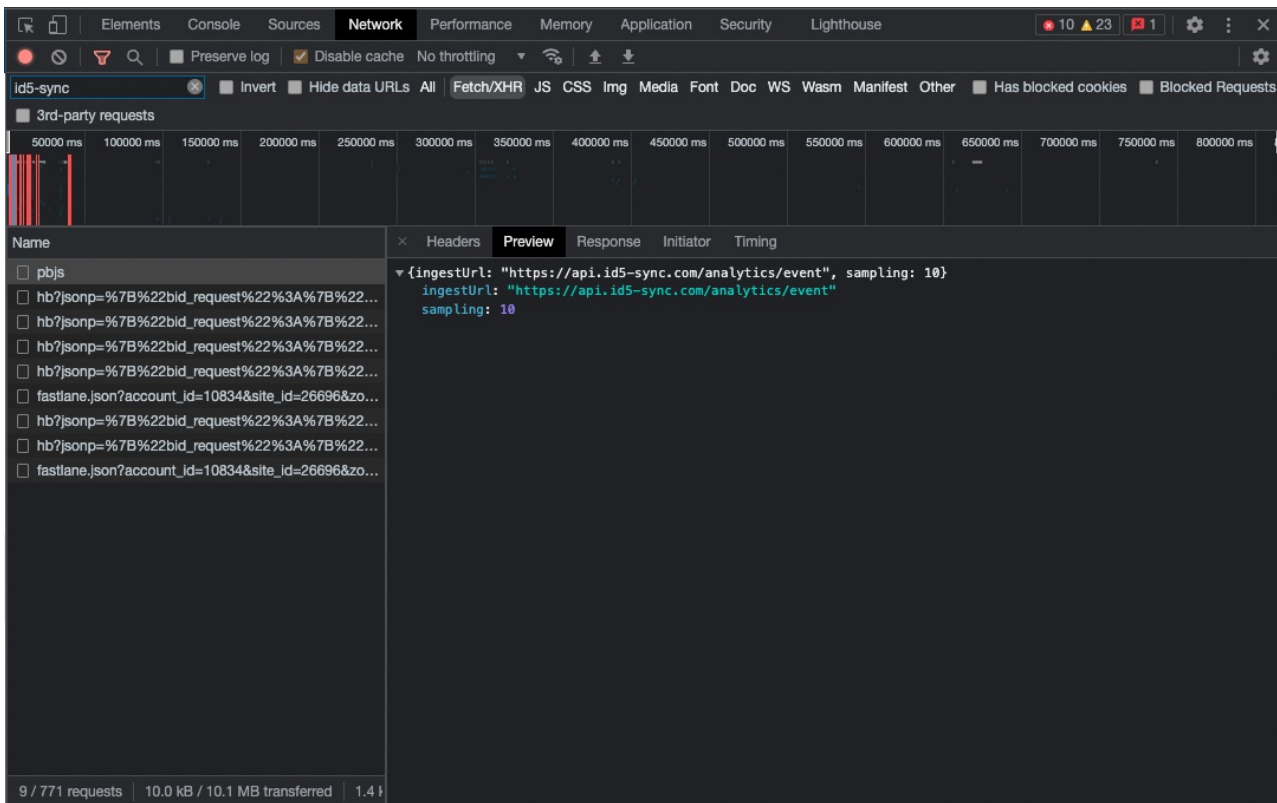 Elements Console Sources Network Performance Memory Application Security Lighthouse 10 23 1
Preserve log Disable cache No throttling
id5-sync Invert Hide data URLs All Fetch/XHR JS CSS Img Media Font Doc WS Wasm Manifest Other Has blocked cookies Blocked Requests
3rd-party requests
50000 ms 100000 ms 150000 ms 200000 ms 250000 ms 300000 ms 350000 ms 400000 ms 450000 ms 500000 ms 550000 ms 600000 ms 650000 ms 700000 ms 750000 ms 800000 ms
Name Headers Preview Response Initiator Timing
pbjs
{ingestUrl: "https://api.id5-sync.com/analytics/event", sampling: 10}
ingestUrl: "https://api.id5-sync.com/analytics/event"
sampling: 10
hb?jsonp=%7B%22bid_request%22%3A%7B%22...
hb?jsonp=%7B%22bid_request%22%3A%7B%22...
hb?jsonp=%7B%22bid_request%22%3A%7B%22...
hb?jsonp=%7B%22bid_request%22%3A%7B%22...
fastlane.json?account_id=10834&site_id=26696&zo...
hb?jsonp=%7B%22bid_request%22%3A%7B%22...
hb?jsonp=%7B%22bid_request%22%3A%7B%22...
fastlane.json?account_id=10834&site_id=26696&zo...
9 / 771 requests 10.0 kB / 10.1 MB transferred 1.4